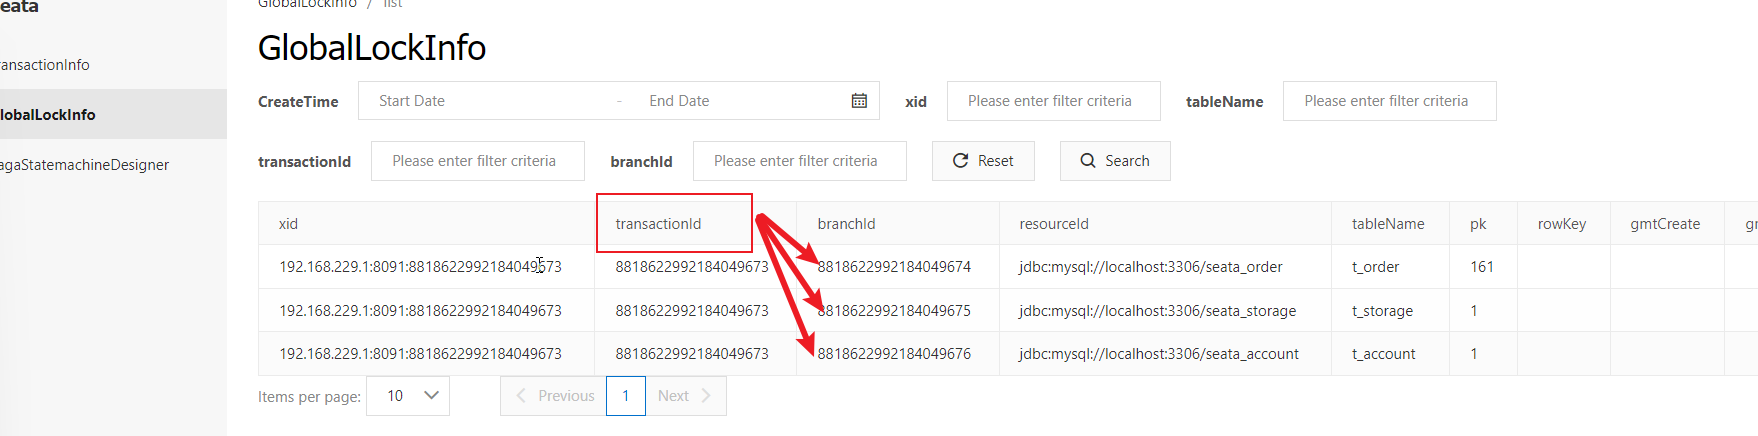 eata
GlobalLockInfo / list
ansactionInfo
lobalLockInfo
agaStatemachineDesigner
GlobalLockInfo
CreateTime Start Date - End Date xid Please enter filter criteria tableName Please enter filter criteria
transactionId Please enter filter criteria branchId Please enter filter criteria Reset Search
xid transactionId branchId resourceId tableName pk rowKey gmtCreate gr
192.168.229.1:8091:8818622992184049673 8818622992184049673 8818622992184049674 jdbc:mysql://localhost:3306/seata_order t_order 161
192.168.229.1:8091:8818622992184049673 8818622992184049673 8818622992184049675 jdbc:mysql://localhost:3306/seata_storage t_storage 1
192.168.229.1:8091:8818622992184049673 8818622992184049673 8818622992184049676 jdbc:mysql://localhost:3306/seata_account t_account 1
Items per page: 10 Previous 1 Next